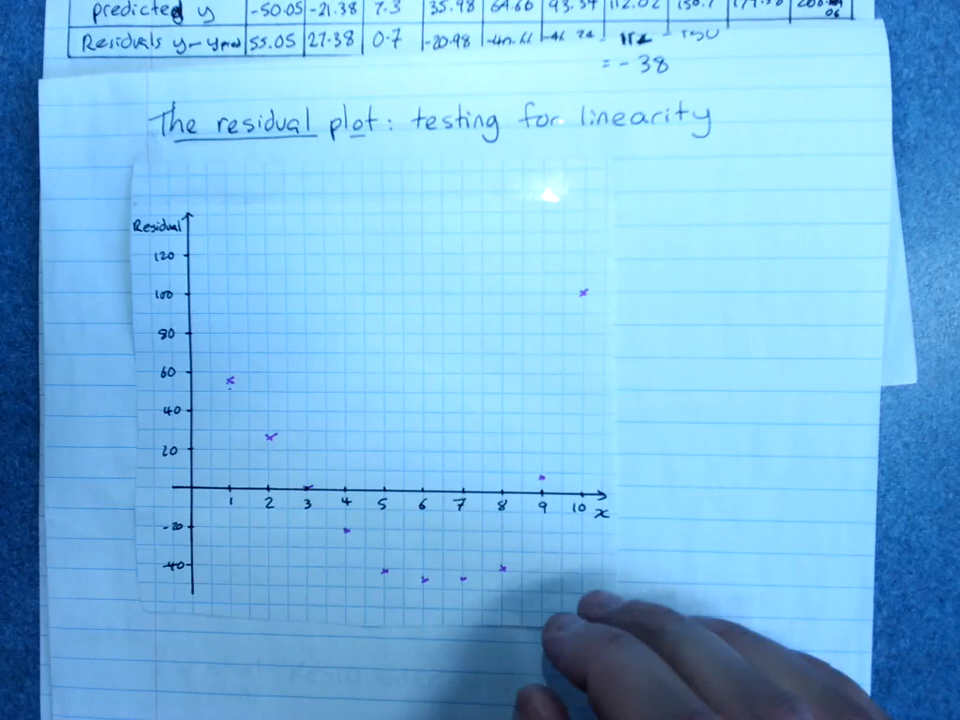 predicted y -50.05 -21.38 7.3 35.98 64.66 93.34
Residuals y-ypred 55.05 27.38 0.7 -20.98
= -38
The residual plot: testing for linearity
Residual
120
100
80
60
40
20
1 2 3 4 5 6 7 8 9 10 x
-20
-40